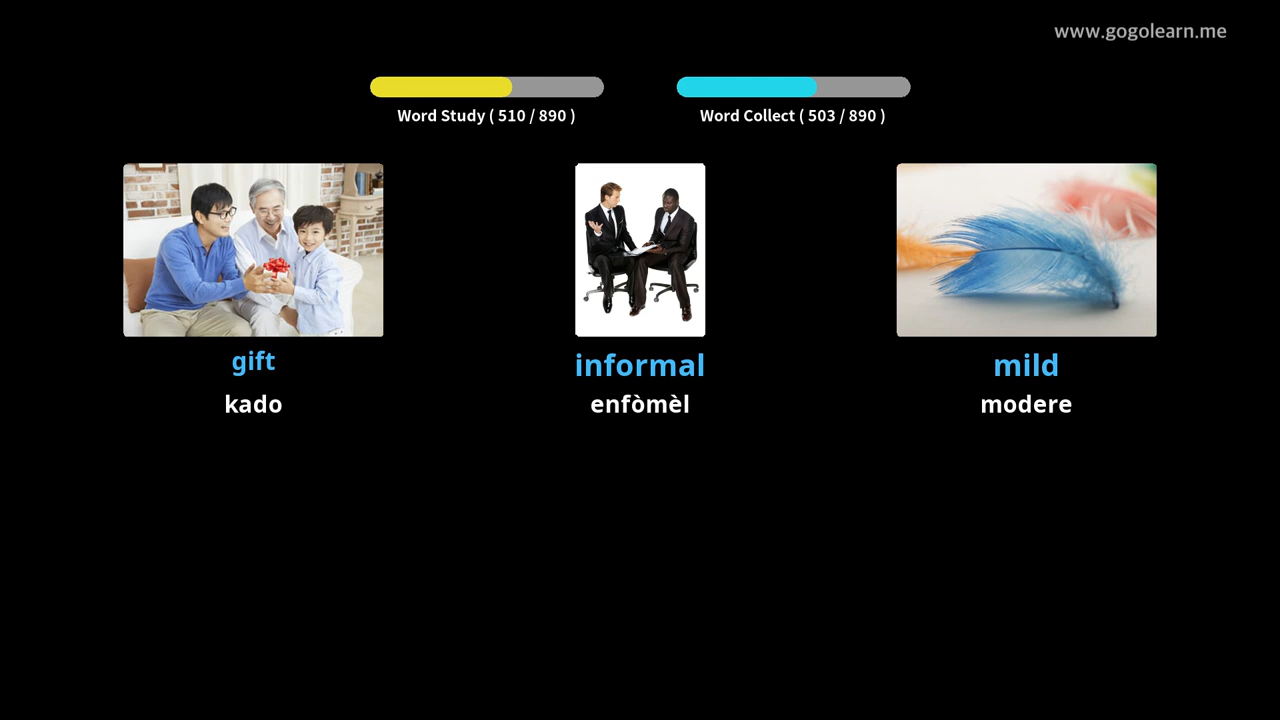 www.gogolearn.me
Word Study ( 510 / 890 )
Word Collect ( 503 / 890 )
gift
kado
informal
enfòmèl
mild
modere